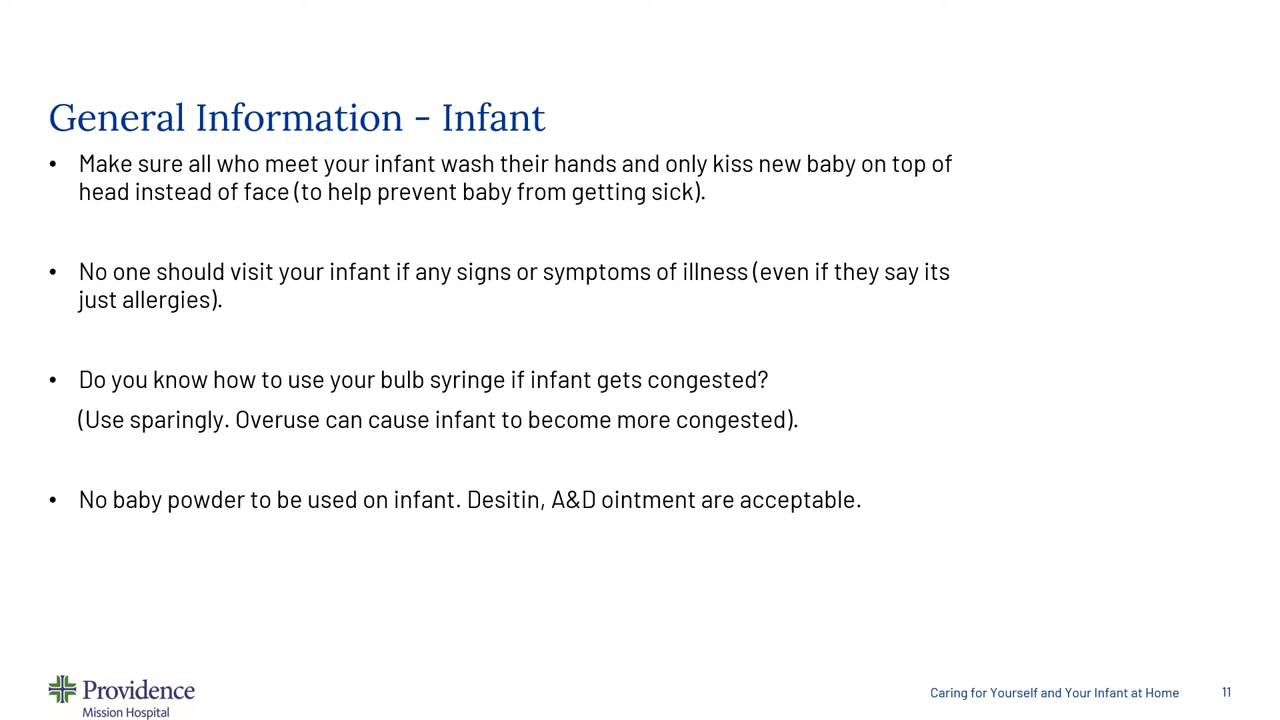 General Information - Infant
• Make sure all who meet your infant wash their hands and only kiss new baby on top of
head instead of face (to help prevent baby from getting sick).
• No one should visit your infant if any signs or symptoms of illness (even if they say its
just allergies).
• Do you know how to use your bulb syringe if infant gets congested?
(Use sparingly. Overuse can cause infant to become more congested).
• No baby powder to be used on infant. Desitin, A&D ointment are acceptable.
Providence
Mission Hospital
Caring for Yourself and Your Infant at Home 11